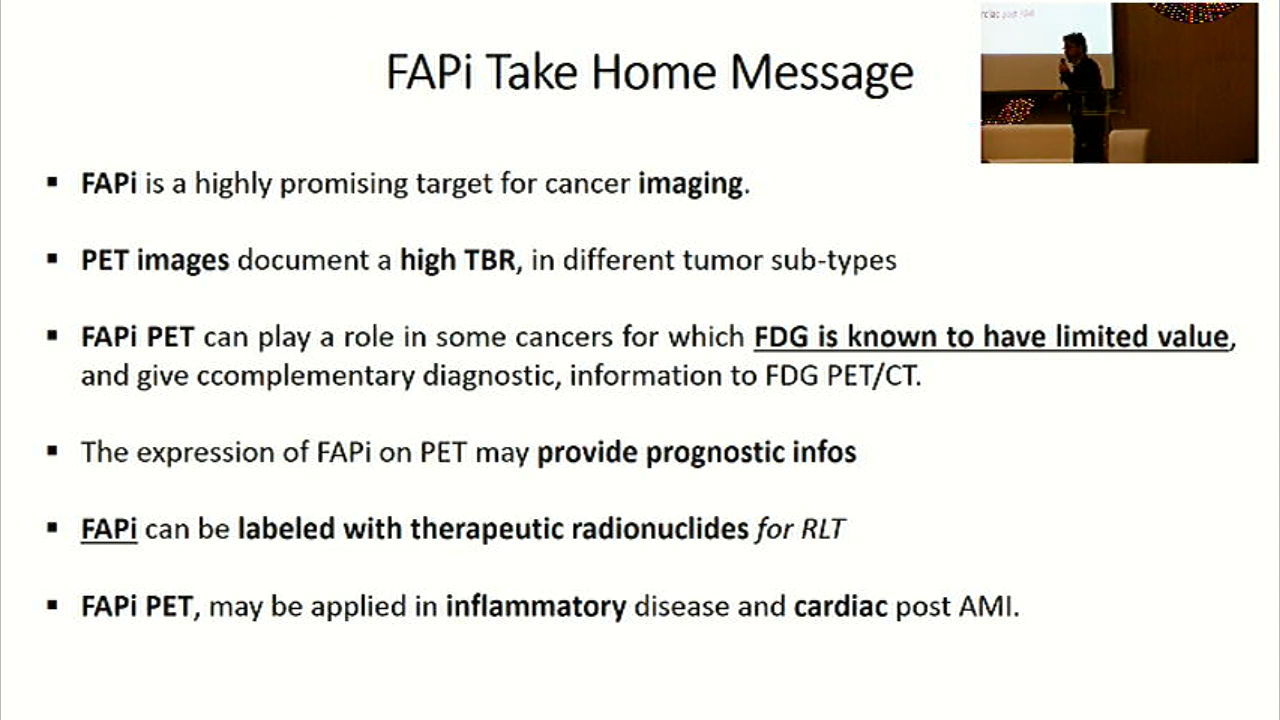 FAPi Take Home Message
▪ FAPi is a highly promising target for cancer imaging.
▪ PET images document a high TBR, in different tumor sub-types
▪ FAPi PET can play a role in some cancers for which FDG is known to have limited value,
and give ccomplementary diagnostic, information to FDG PET/CT.
▪ The expression of FAPi on PET may provide prognostic infos
▪ FAPi can be labeled with therapeutic radionuclides for RLT
▪ FAPi PET, may be applied in inflammatory disease and cardiac post AMI.